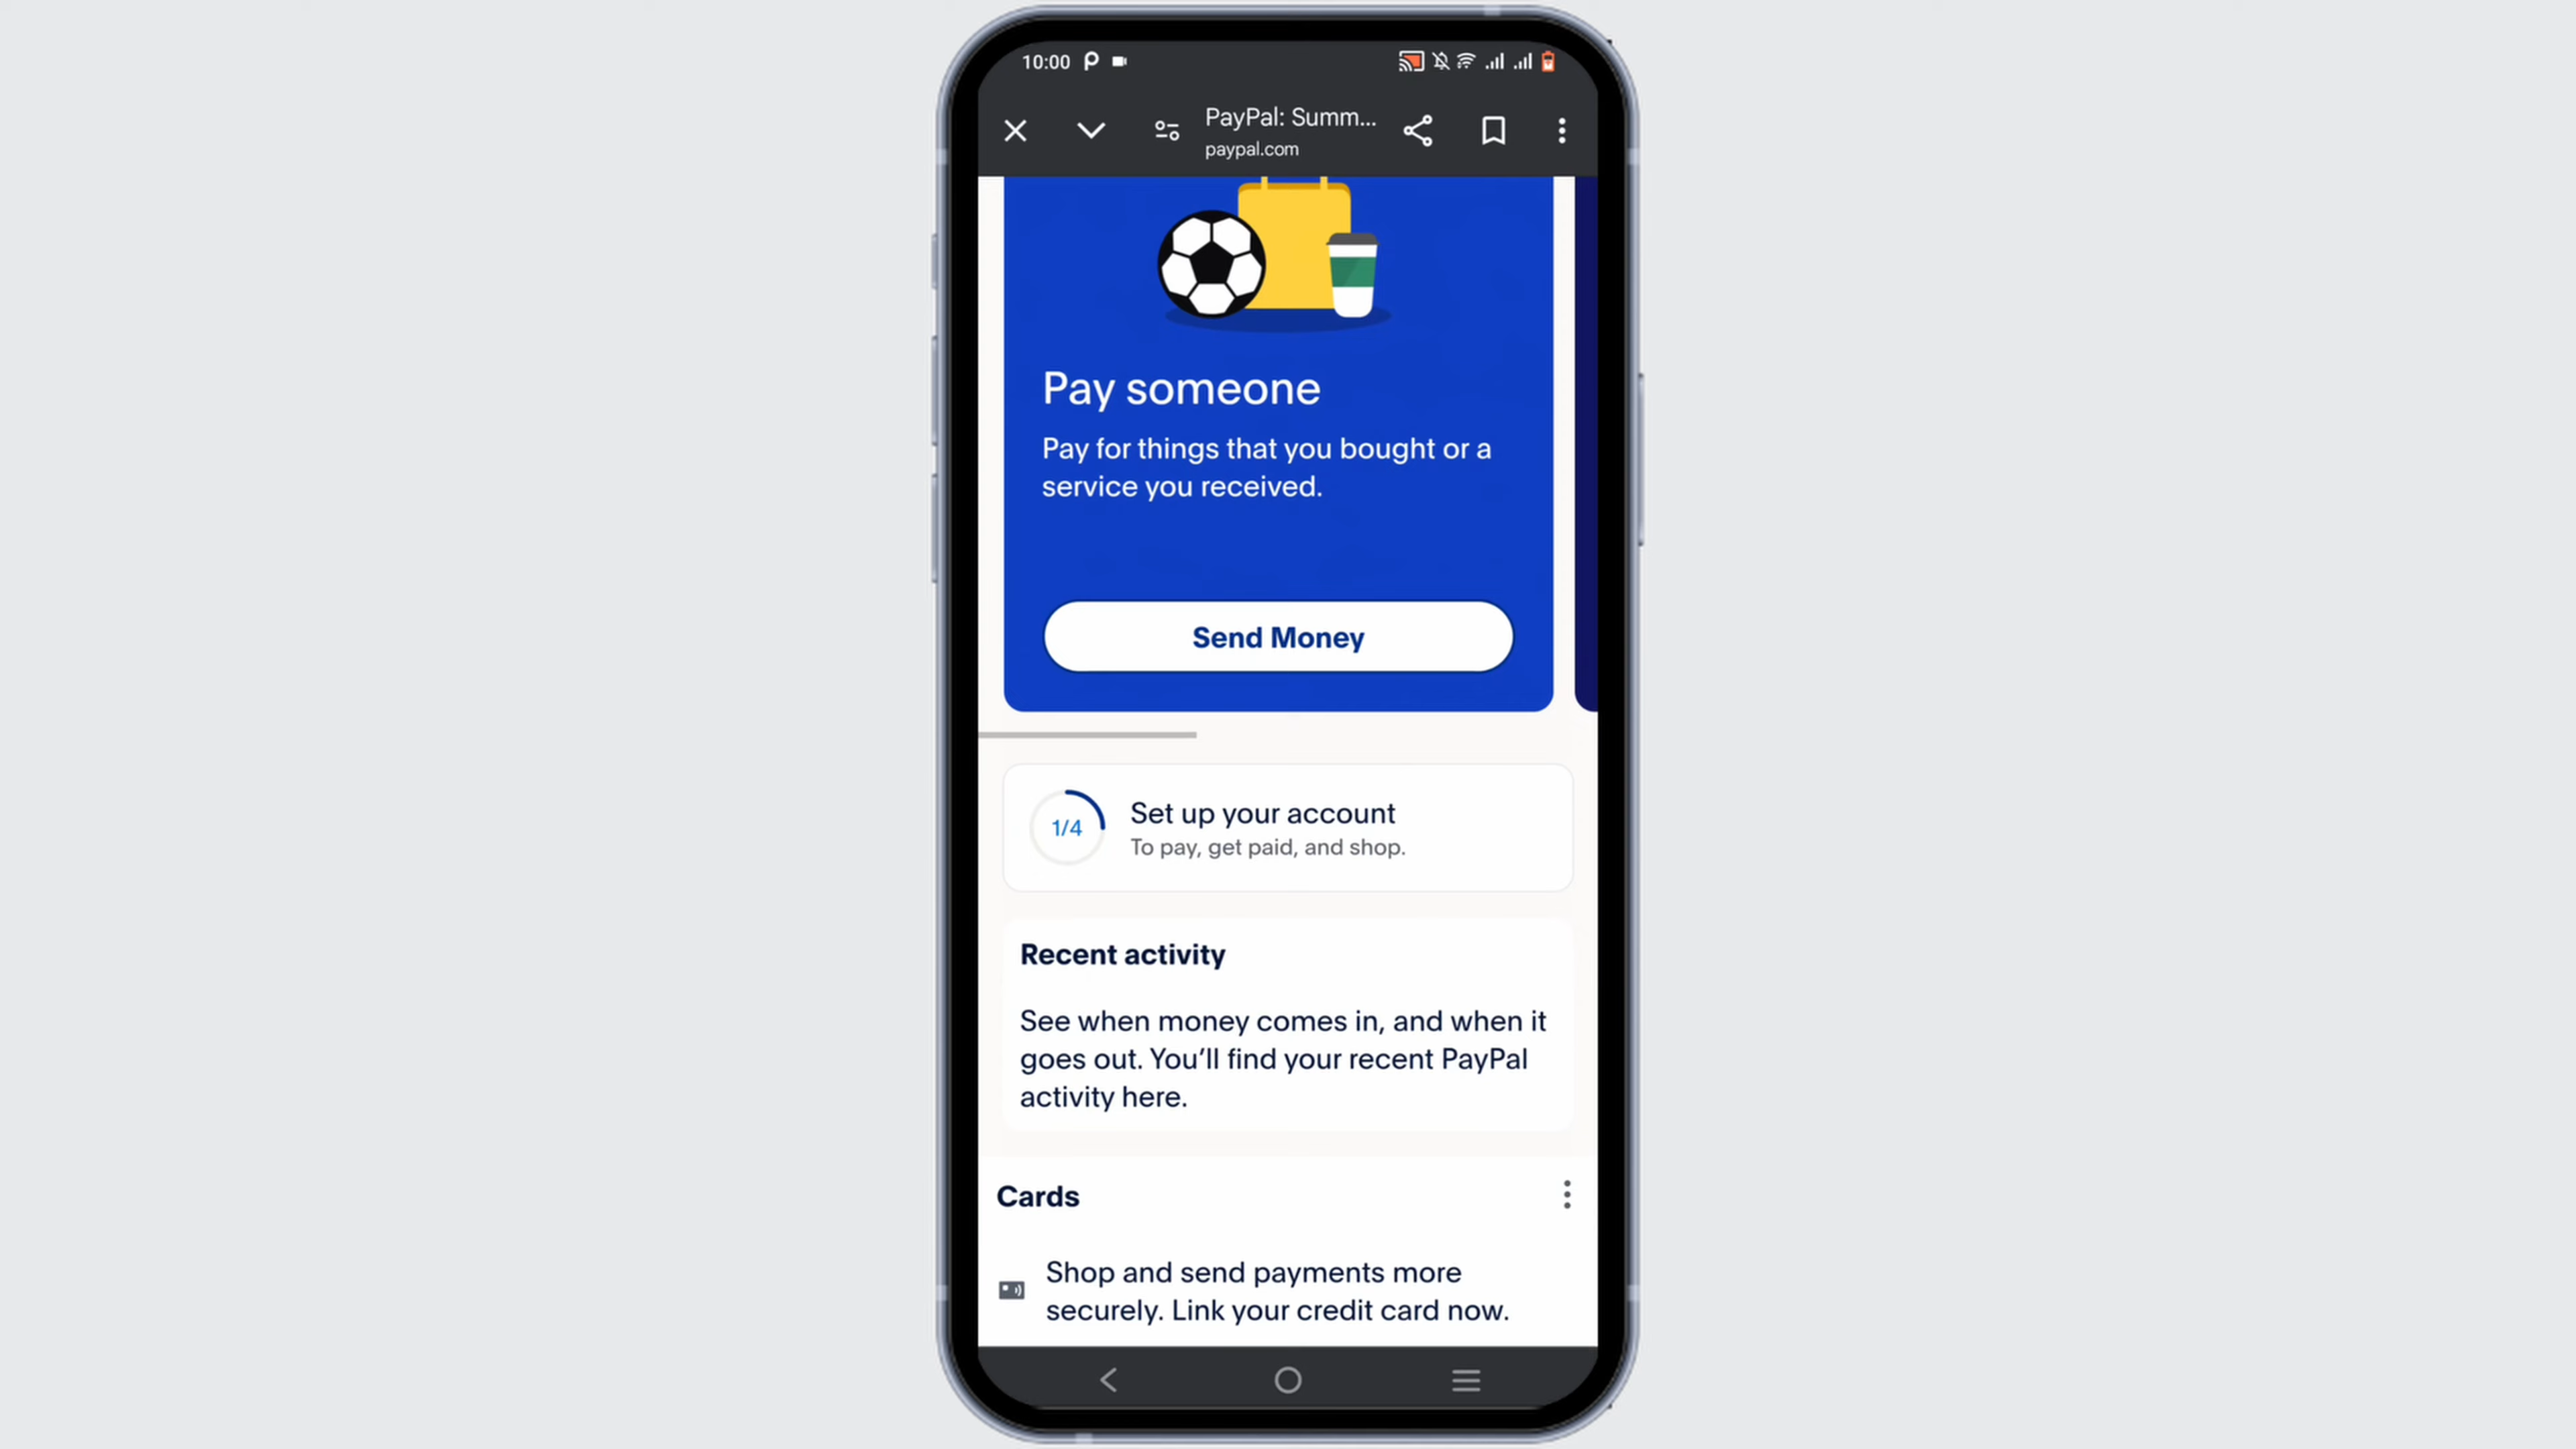 10:00
PayPal: Summ...
paypal.com
Pay someone
Pay for things that you bought or a
service you received.
Send Money
1/4
Set up your account
To pay, get paid, and shop.
Recent activity
See when money comes in, and when it
goes out. You’ll find your recent PayPal
activity here.
Cards
Shop and send payments more
securely. Link your credit card now.